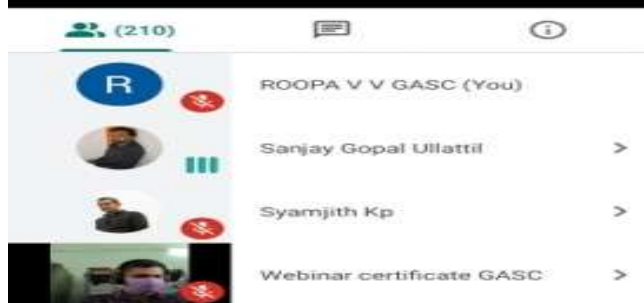 (210)
R
ROOPA V V GASC (You)
Sanjay Gopal Ullattil
Syamjith Kp
Webinar certificate GASC